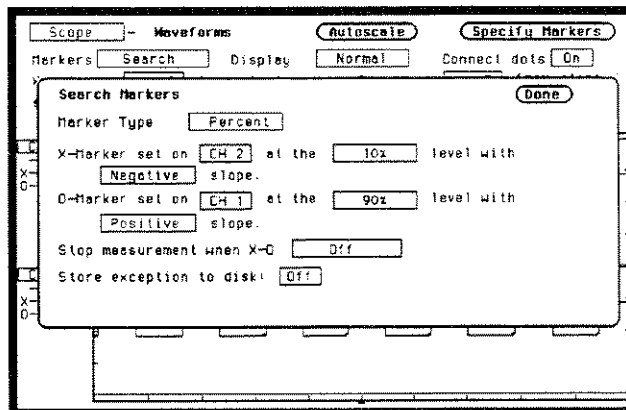 Scope - Waveforms Autoscale Specify Markers
Markers Search Display Normal Connect dots On
Search Markers Done
Marker Type Percent
X-Marker set on CH 2 at the 10% level with
Negative slope.
O-Marker set on CH 1 at the 90% level with
Positive slope.
Stop measurement when X-O Off
Store exception to disk: Off
X-
O-
X-
O-